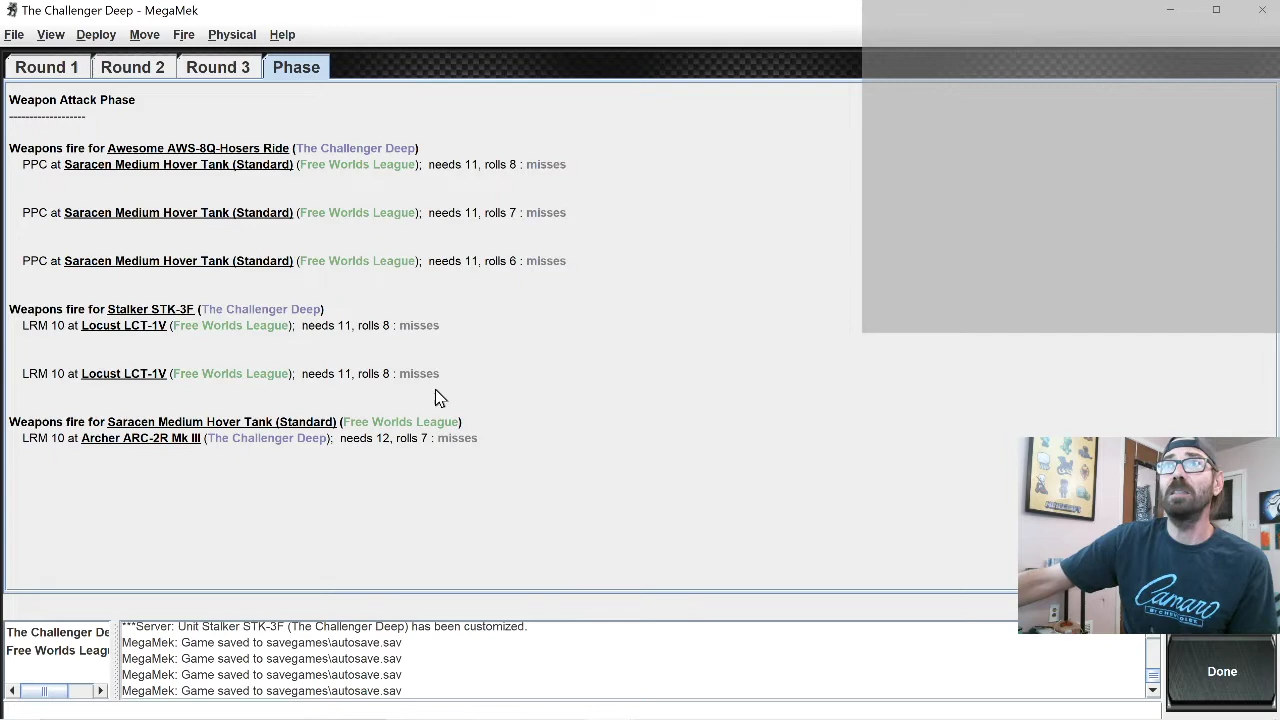 The Challenger Deep - MegaMek
File View Deploy Move Fire Physical Help
Round 1 Round 2 Round 3 Phase
Weapon Attack Phase
-------------------
Weapons fire for Awesome AWS-8Q-Hosers Ride (The Challenger Deep)
PPC at Saracen Medium Hover Tank (Standard) (Free Worlds League); needs 11, rolls 8 : misses
PPC at Saracen Medium Hover Tank (Standard) (Free Worlds League); needs 11, rolls 7 : misses
PPC at Saracen Medium Hover Tank (Standard) (Free Worlds League); needs 11, rolls 6 : misses
Weapons fire for Stalker STK-3F (The Challenger Deep)
LRM 10 at Locust LCT-1V (Free Worlds League); needs 11, rolls 8 : misses
LRM 10 at Locust LCT-1V (Free Worlds League); needs 11, rolls 8 : misses
Weapons fire for Saracen Medium Hover Tank (Standard) (Free Worlds League)
LRM 10 at Archer ARC-2R Mk III (The Challenger Deep); needs 12, rolls 7 : misses
Camaro
The Challenger De
Free Worlds Leag
***Server: Unit Stalker STK-3F (The Challenger Deep) has been customized.
MegaMek: Game saved to savegames\autosave.sav
MegaMek: Game saved to savegames\autosave.sav
MegaMek: Game saved to savegames\autosave.sav
MegaMek: Game saved to savegames\autosave.sav
Done